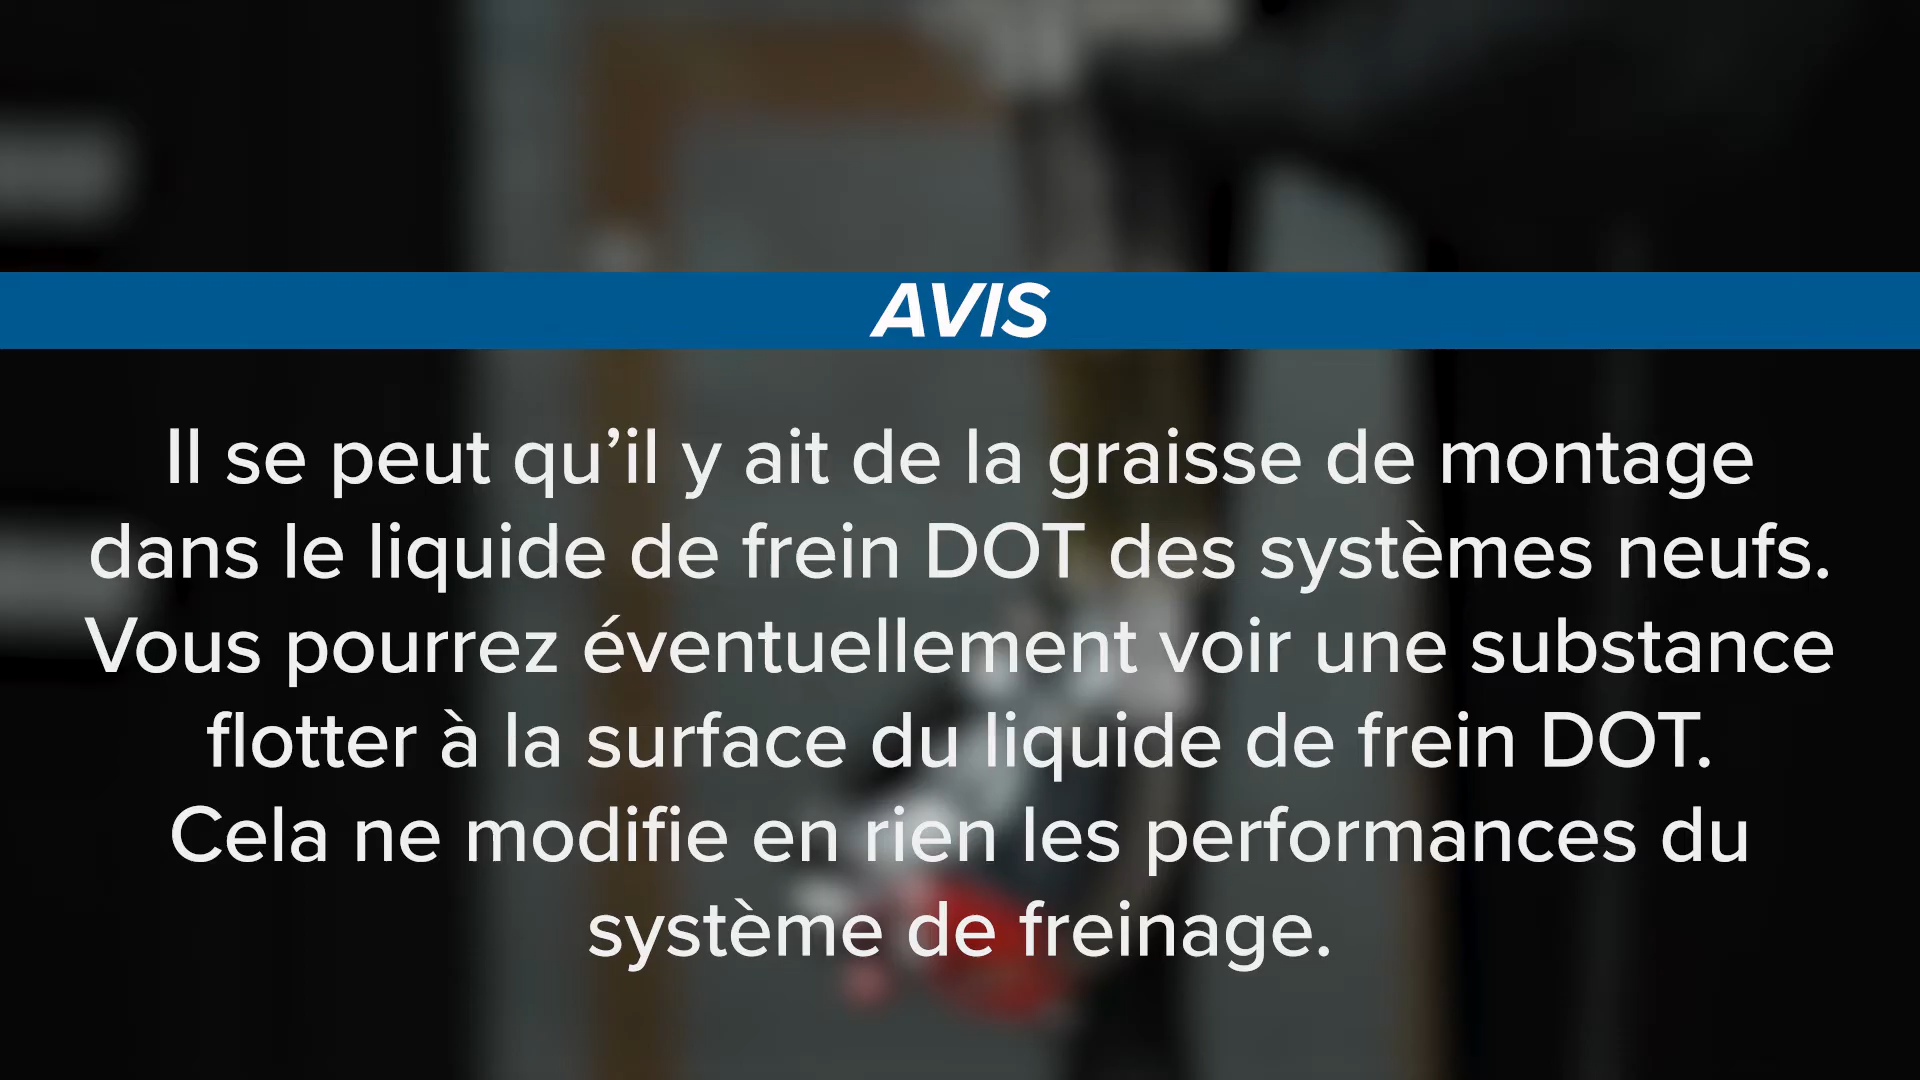 AVIS
Il se peut qu’il y ait de la graisse de montage
dans le liquide de frein DOT des systèmes neufs.
Vous pourrez éventuellement voir une substance
flotter à la surface du liquide de frein DOT.
Cela ne modifie en rien les performances du
système de freinage.